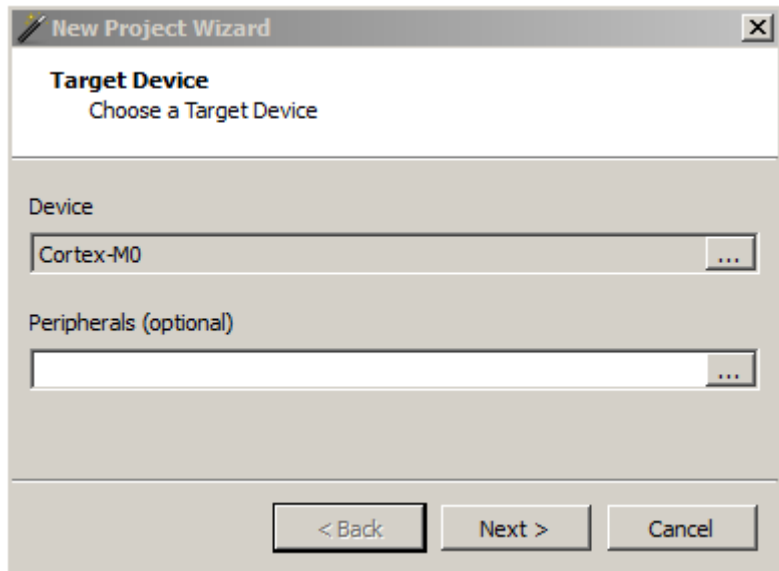 New Project Wizard
Target Device
Choose a Target Device
Device
Cortex-M0
...
Peripherals (optional)
...
< Back Next > Cancel